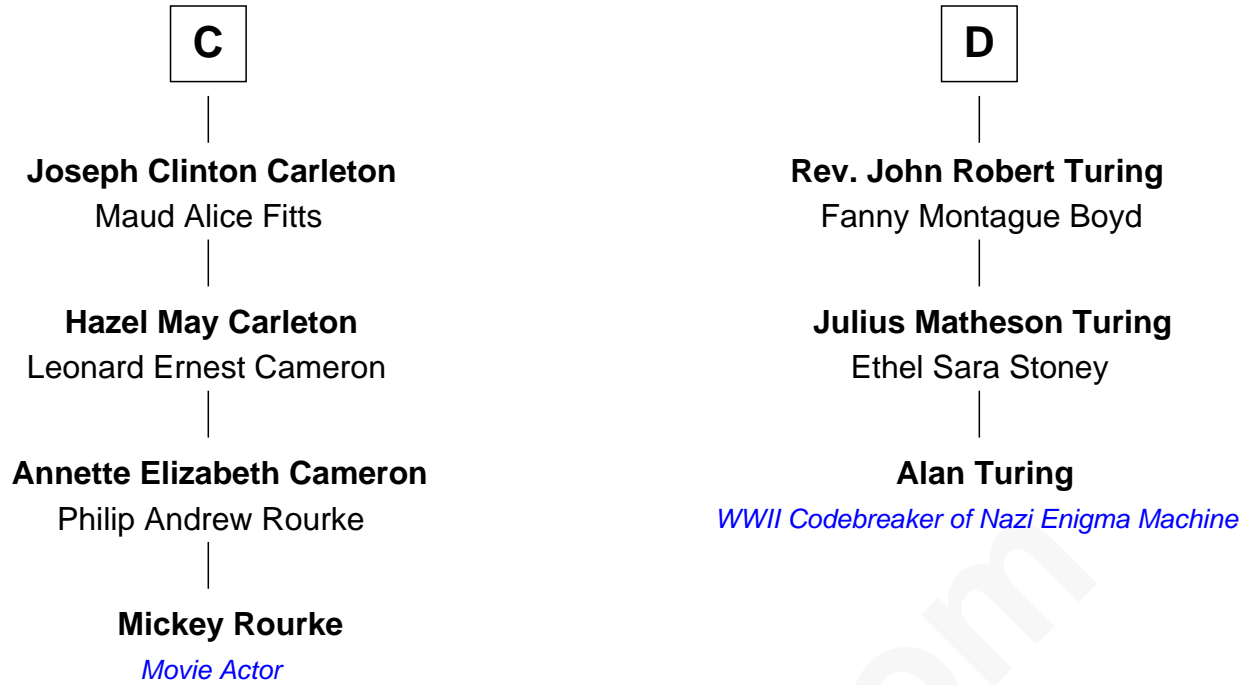 C
Joseph Clinton Carleton
Maud Alice Fitts
Hazel May Carleton
Leonard Ernest Cameron
Annette Elizabeth Cameron
Philip Andrew Rourke
Mickey Rourke
Movie Actor
D
Rev. John Robert Turing
Fanny Montague Boyd
Julius Matheson Turing
Ethel Sara Stoney
Alan Turing
WWII Codebreaker of Nazi Enigma Machine
om